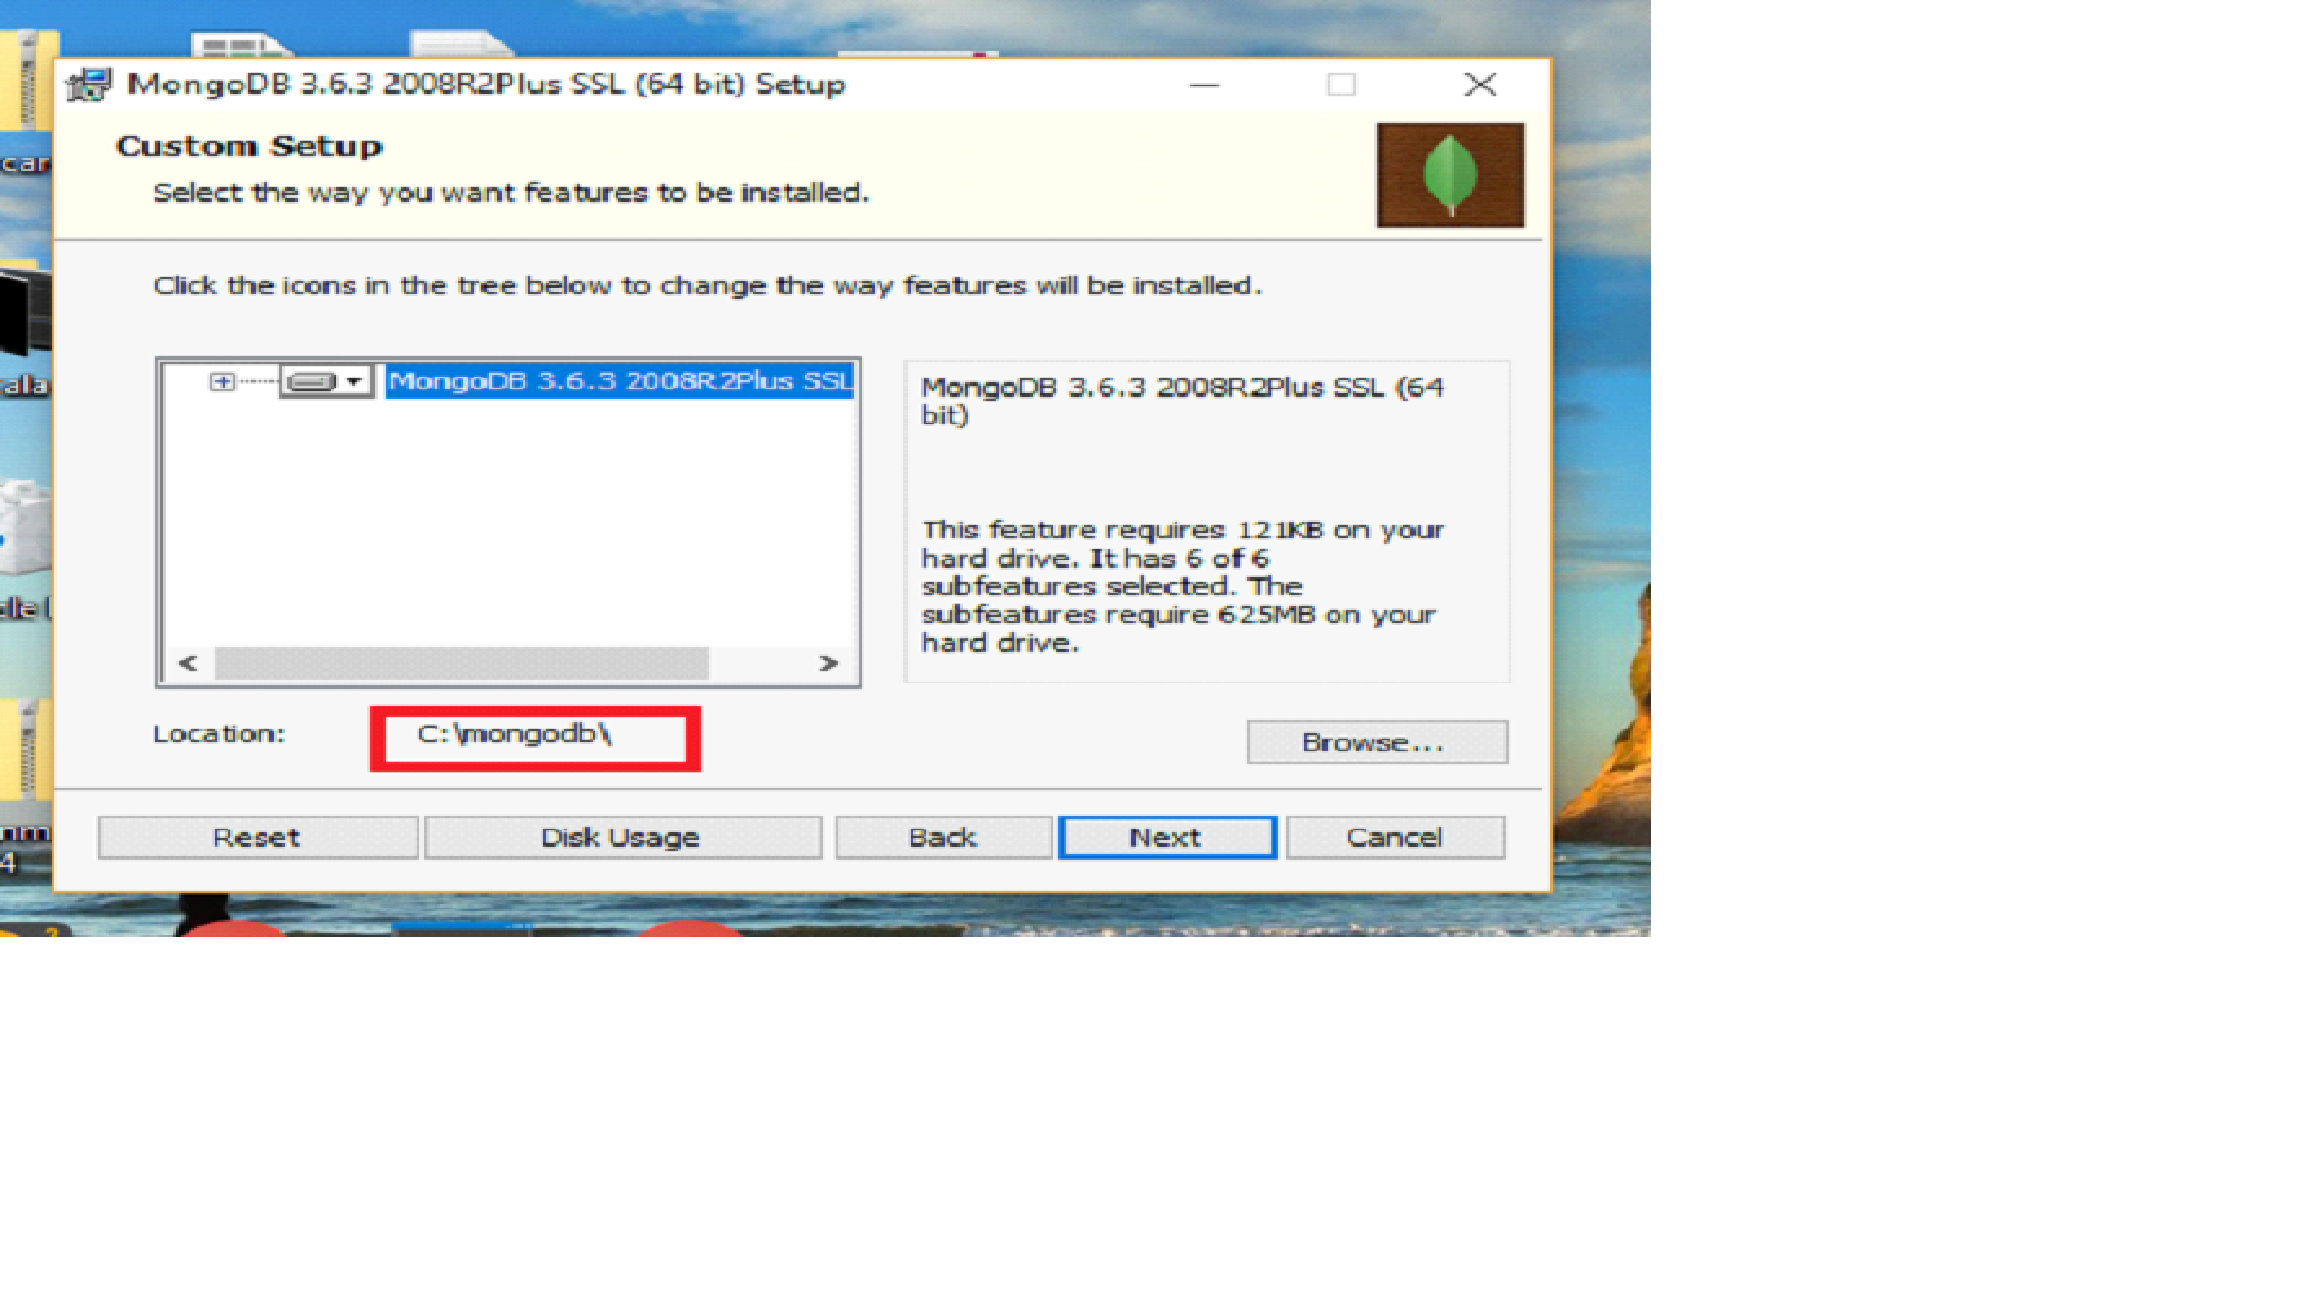 MongoDB 3.6.3 2008R2Plus SSL (64 bit) Setup
Custom Setup
Select the way you want features to be installed.
Click the icons in the tree below to change the way features will be installed.
MongoDB 3.6.3 2008R2Plus SSL
MongoDB 3.6.3 2008R2Plus SSL (64
bit)
This feature requires 121KB on your
hard drive. It has 6 of 6
subfeatures selected. The
subfeatures require 625MB on your
hard drive.
Location:
C:\mongodb\
Browse...
Reset
Disk Usage
Back
Next
Cancel
4